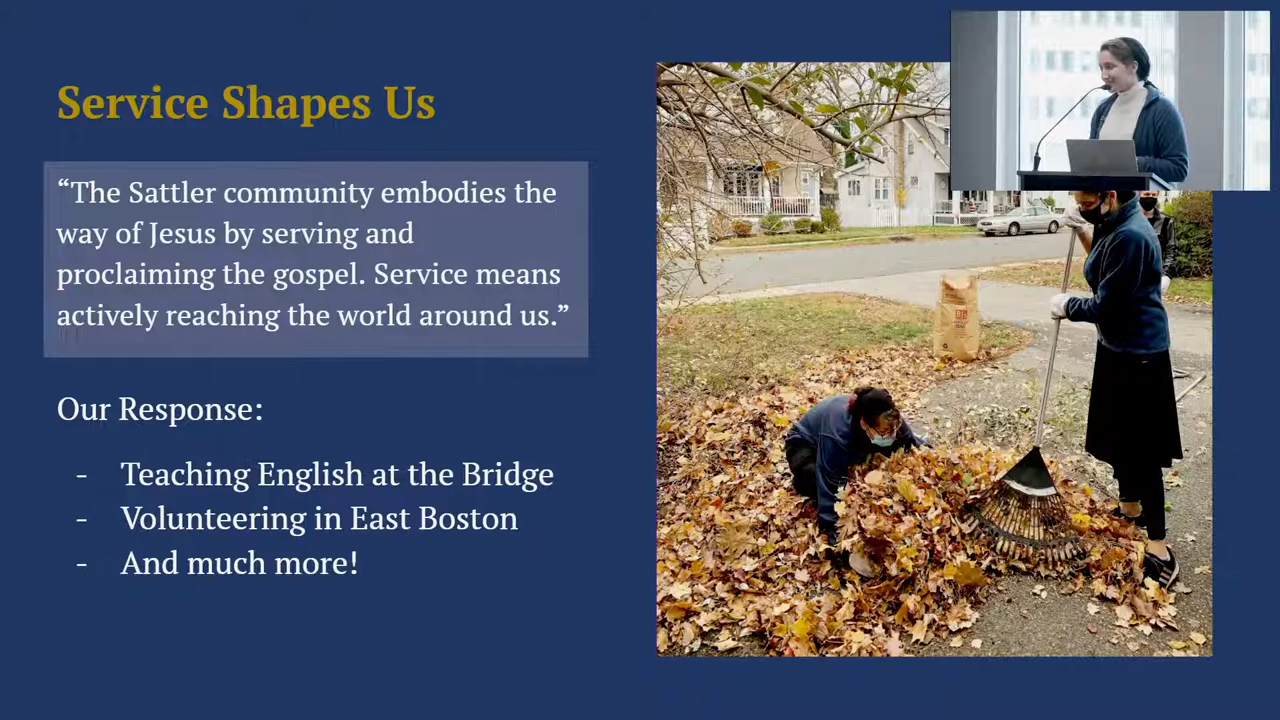 Service Shapes Us
“The Sattler community embodies the
way of Jesus by serving and
proclaiming the gospel. Service means
actively reaching the world around us.”
Our Response:
- Teaching English at the Bridge
- Volunteering in East Boston
- And much more!